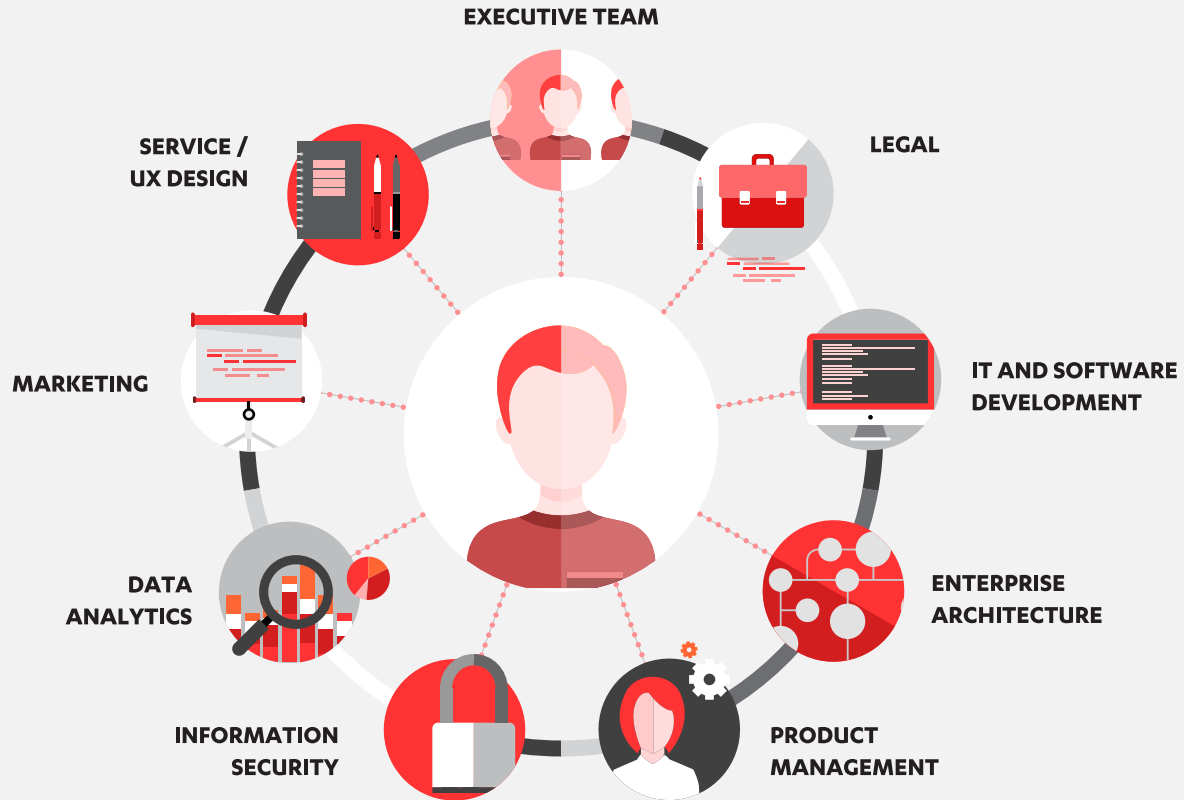 EXECUTIVE TEAM
LEGAL
IT AND SOFTWARE
DEVELOPMENT
ENTERPRISE
ARCHITECTURE
PRODUCT
MANAGEMENT
INFORMATION
SECURITY
DATA
ANALYTICS
MARKETING
SERVICE /
UX DESIGN